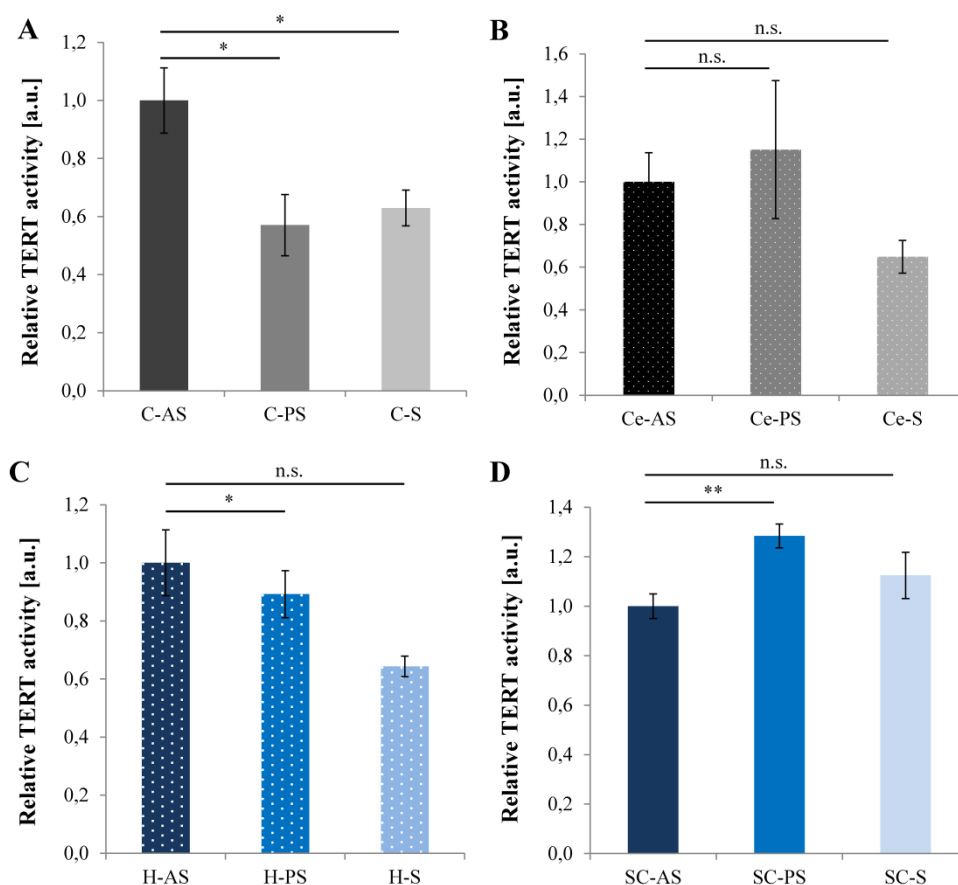 A
Relative TERT activity [a.u.]
1,2
1,0
0,8
0,6
0,4
0,2
0,0
*
*
C-AS C-PS C-S
B
Relative TERT activity [a.u.]
1,6
1,4
1,2
1,0
0,8
0,6
0,4
0,2
0,0
n.s.
n.s.
Ce-AS Ce-PS Ce-S
C
Relative TERT activity [a.u.]
1,2
1,0
0,8
0,6
0,4
0,2
0,0
n.s.
*
H-AS H-PS H-S
D
Relative TERT activity [a.u.]
1,4
1,2
1,0
0,8
0,6
0,4
0,2
0,0
n.s.
**
SC-AS SC-PS SC-S